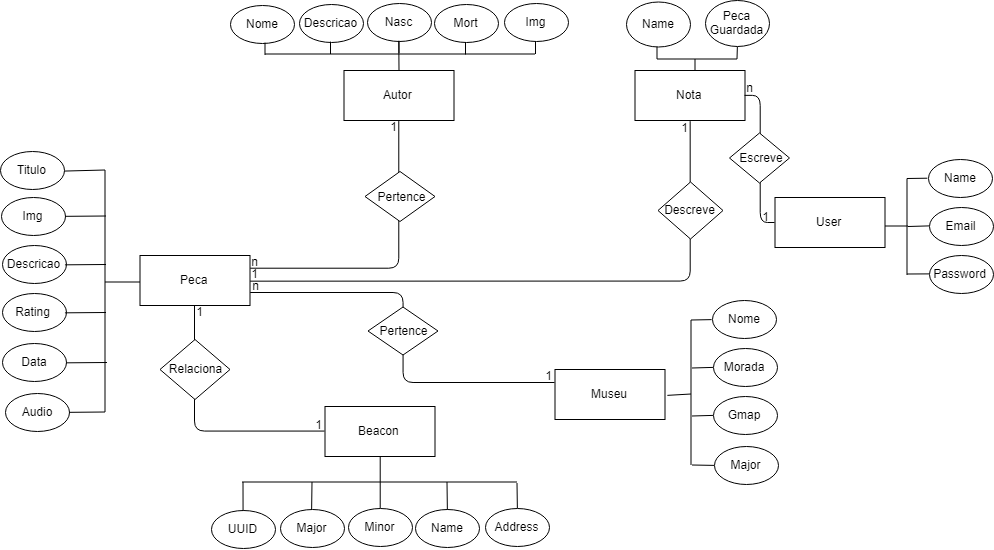 Nome
Descricao
Nasc
Mort
Img
Name
Peca
Guardada
Autor
Nota
n
1
1
Escreve
Titulo
Pertence
Name
Img
Descreve
1
User
Email
Descricao
n
1
n
Password
Peca
Rating
1
Pertence
Nome
Data
Relaciona
1
Morada
Museu
Audio
1
Beacon
Gmap
Major
UUID
Major
Minor
Name
Address